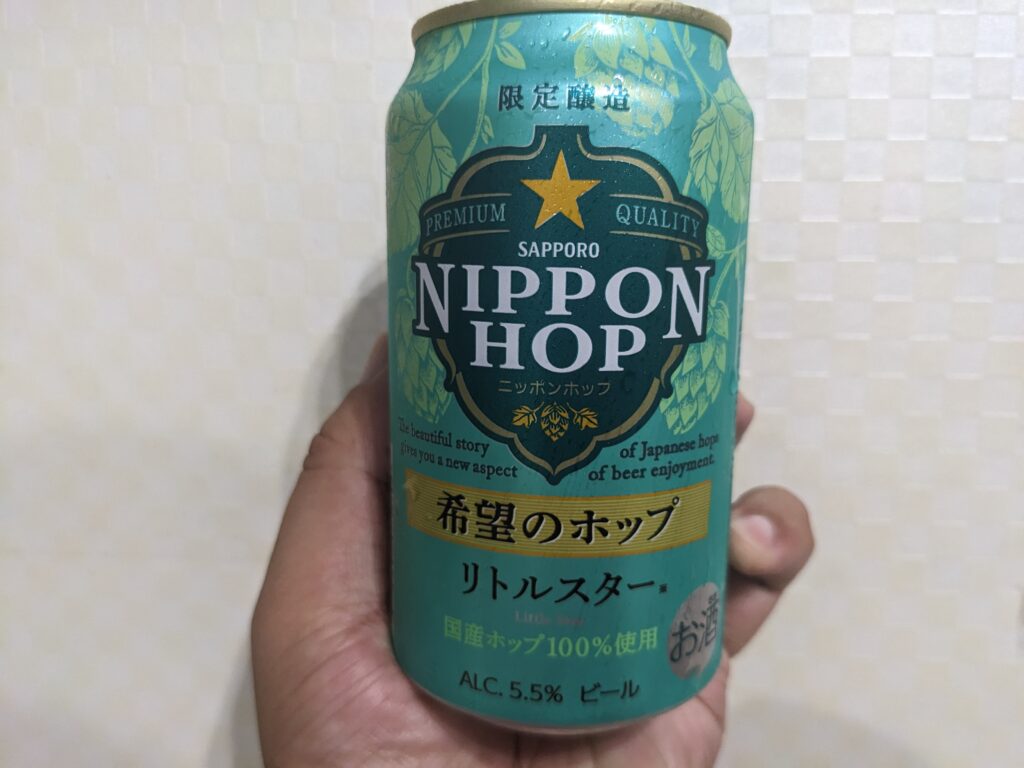 限定醸造
PREMIUM QUALITY
SAPPORO
NIPPON
HOP
ニッポンホップ
The beautiful story of Japanese hops
gives you a new aspect of beer enjoyment.
希望のホップ
リトルスター※
Little Star
国産ホップ100%使用
お酒
ALC. 5.5% ビール